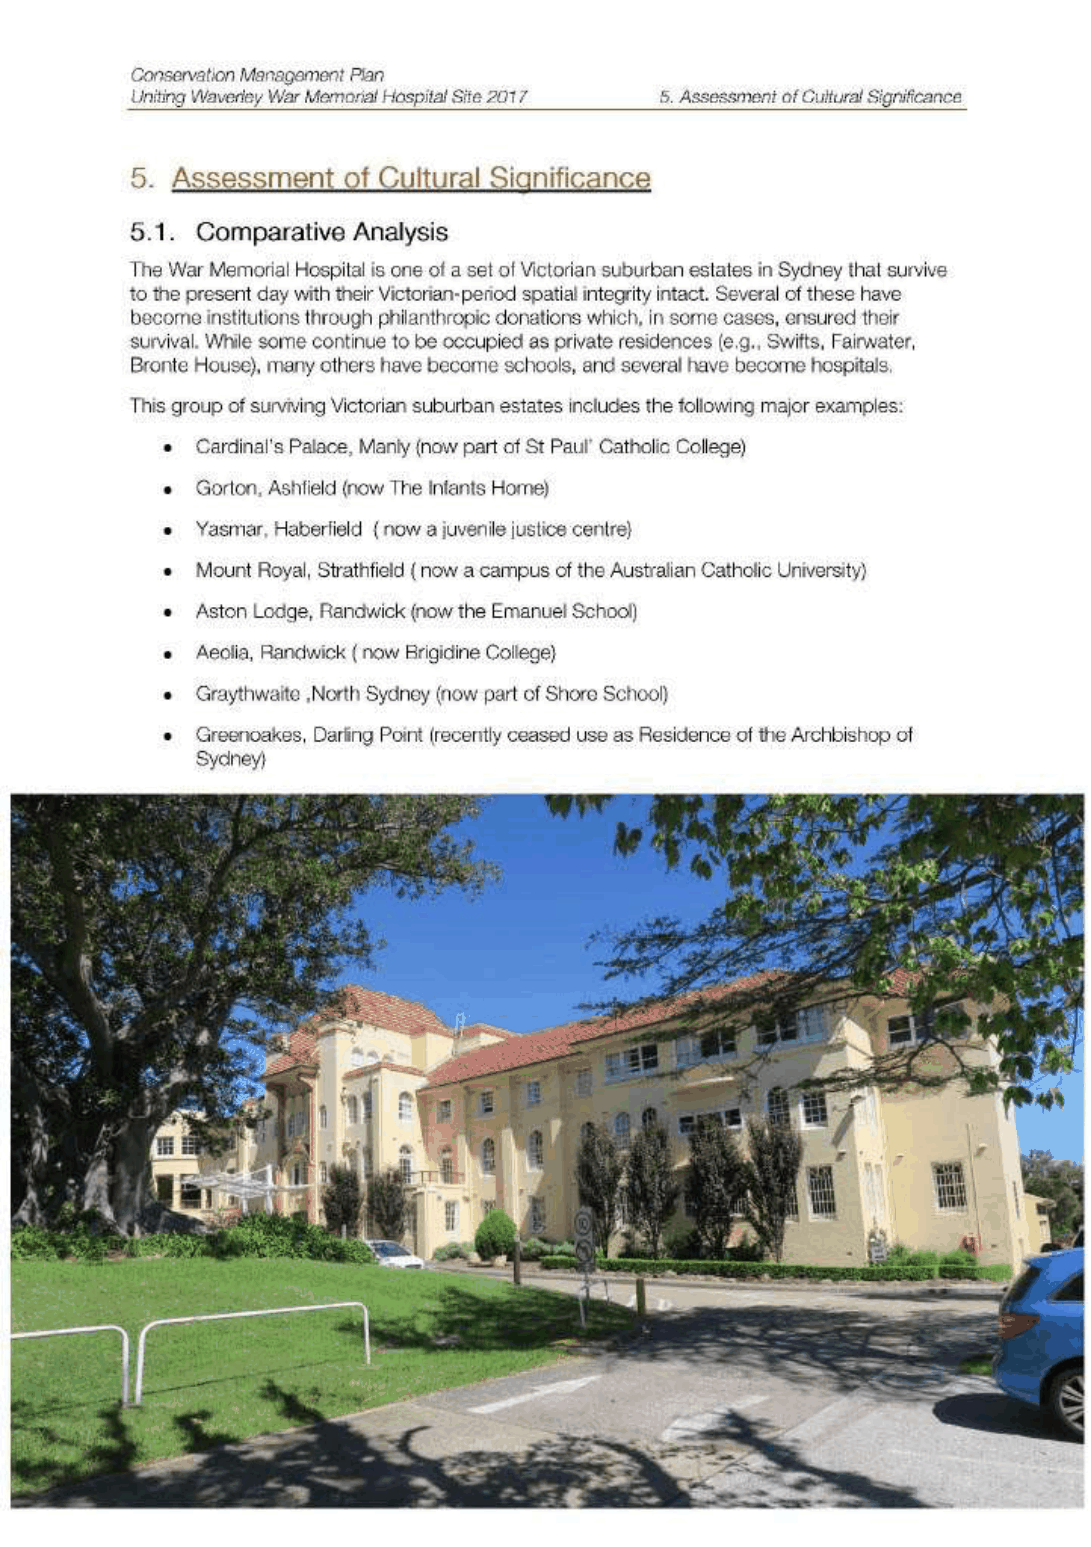 Conservation Management Plan
Uniting Waverley War Memorial Hospital Site 2017 5. Assessment of Cultural Significance
5. Assessment of Cultural Significance
5.1. Comparative Analysis
The War Memorial Hospital is one of a set of Victorian suburban estates in Sydney that survive
to the present day with their Victorian-period spatial integrity intact. Several of these have
become institutions through philanthropic donations which, in some cases, ensured their
survival. While some continue to be occupied as private residences (e.g., Swifts, Fairwater,
Bronte House), many others have become schools, and several have become hospitals.
This group of surviving Victorian suburban estates includes the following major examples:
• Cardinal's Palace, Manly (now part of St Paul' Catholic College)
• Gorton, Ashfield (now The Infants Home)
• Yasmar, Haberfield ( now a juvenile justice centre)
• Mount Royal, Strathfield ( now a campus of the Australian Catholic University)
• Aston Lodge, Randwick (now the Emanuel School)
• Aeolia, Randwick ( now Brigidine College)
• Graythwaite ,North Sydney (now part of Shore School)
• Greenoakes, Darling Point (recently ceased use as Residence of the Archbishop of
Sydney)